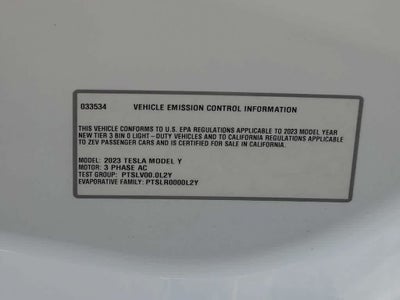 033534 VEHICLE EMISSION CONTROL INFORMATION
THIS VEHICLE CONFORMS TO U.S. EPA REGULATIONS APPLICABLE TO 2023 MODEL YEAR
NEW TIER 3 BIN 0 LIGHT - DUTY VEHICLES AND TO CALIFORNIA REGULATIONS APPLICABLE
TO ZEV PASSENGER CARS AND IS CERTIFIED FOR SALE IN CALIFORNIA.
MODEL: 2023 TESLA MODEL Y
MOTOR: 3 PHASE AC
TEST GROUP: PTSLV00.0L2Y
EVAPORATIVE FAMILY: PTSLR0000L2Y